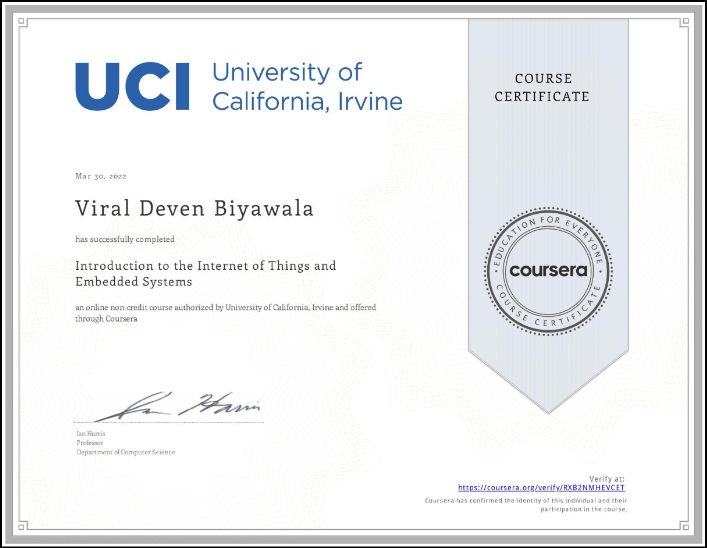 UCI University of
California, Irvine
COURSE
CERTIFICATE
Mar 30, 2022
Viral Deven Biyawala
has successfully completed
Introduction to the Internet of Things and
Embedded Systems
an online non-credit course authorized by University of California, Irvine and offered
through Coursera
EDUCATION FOR EVERYONE
coursera
COURSE CERTIFICATE
Ian Harris
Professor
Department of Computer Science
Verify at:
https://coursera.org/verify/RXB2NMHEVCET
Coursera has confirmed the identity of this individual and their
participation in the course.